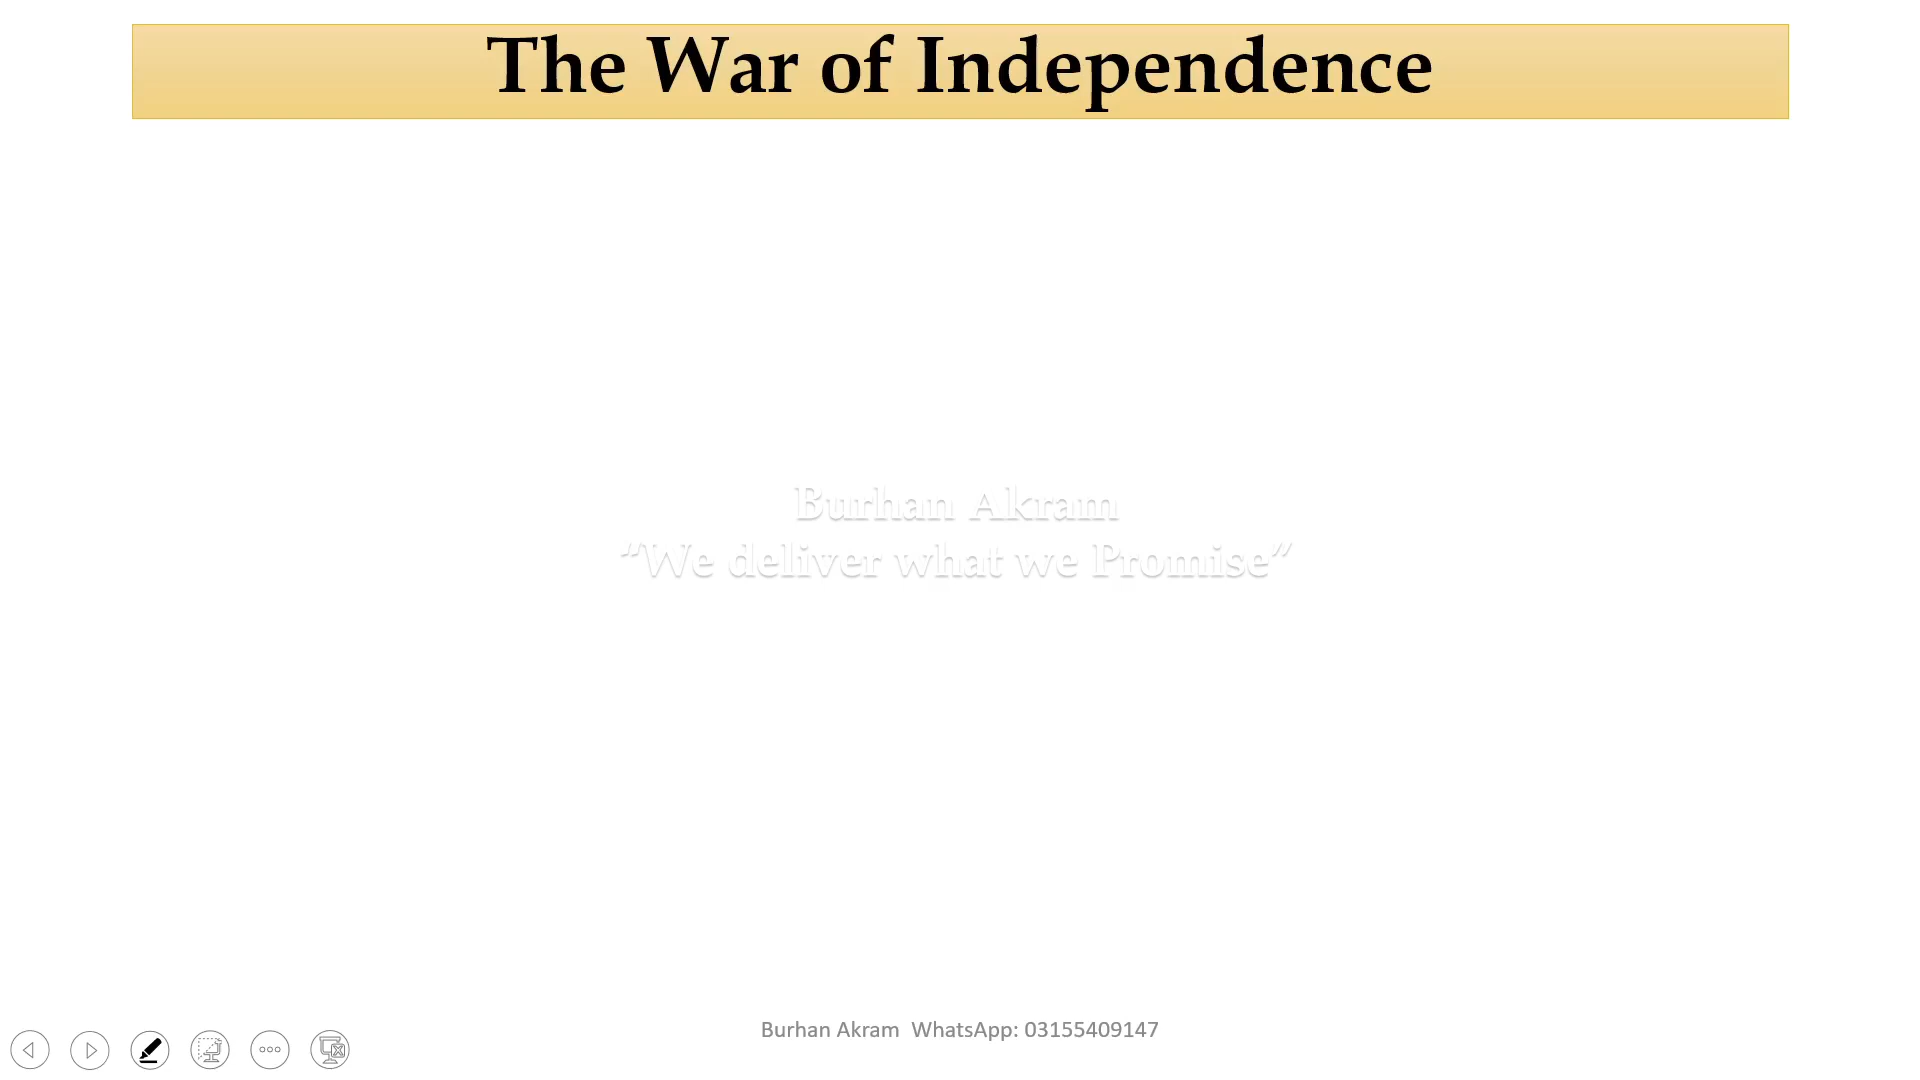 The War of Independence
Burhan Akram
“We deliver what we Promise”
Burhan Akram  WhatsApp: 03155409147